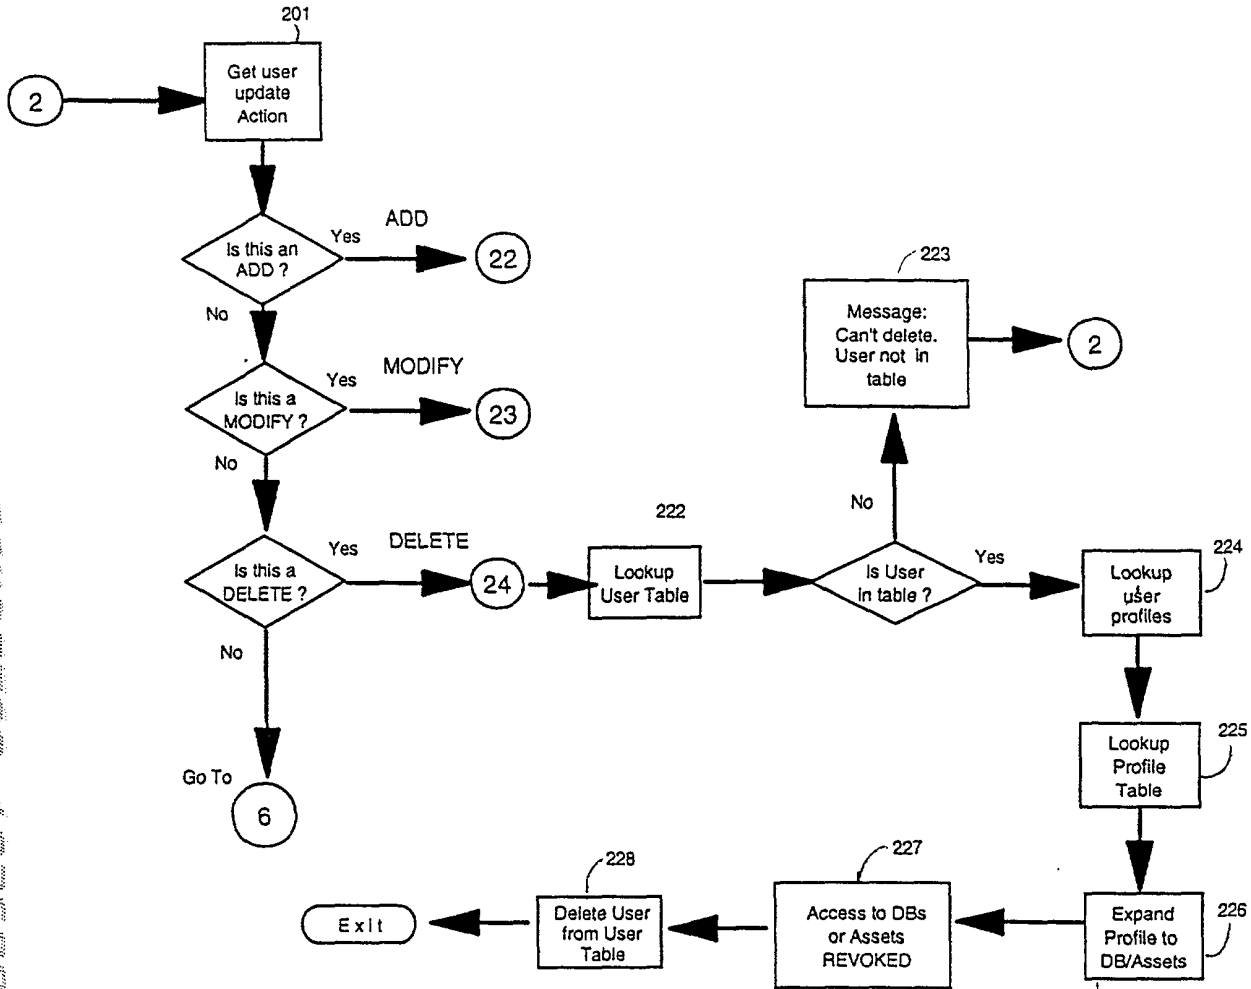 201
Get user
update
Action
2
Is this an
ADD ?
Yes
ADD
22
No
Is this a
MODIFY ?
Yes
MODIFY
23
No
Is this a
DELETE ?
Yes
DELETE
24
No
Go To
6
222
Lookup
User Table
Is User
In table ?
No
223
Message:
Can't delete.
User not in
table
2
Yes
224
Lookup
user
profiles
225
Lookup
Profile
Table
226
Expand
Profile to
DB/Assets
227
Access to DBs
or Assets
REVOKED
228
Delete User
from User
Table
Exit